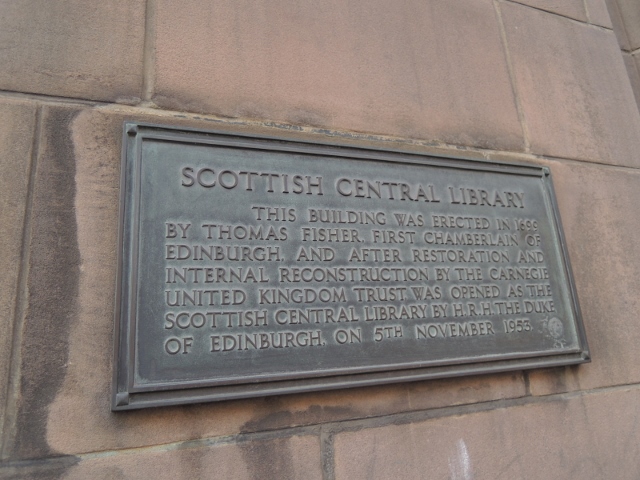 SCOTTISH CENTRAL LIBRARY
THIS BUILDING WAS ERECTED IN 1699
BY THOMAS FISHER, FIRST CHAMBERLAIN OF
EDINBURGH, AND AFTER RESTORATION AND
INTERNAL RECONSTRUCTION BY THE CARNEGIE
UNITED KINGDOM TRUST WAS OPENED AS THE
SCOTTISH CENTRAL LIBRARY BY H.R.H. THE DUKE
OF EDINBURGH, ON 5TH NOVEMBER 1953.